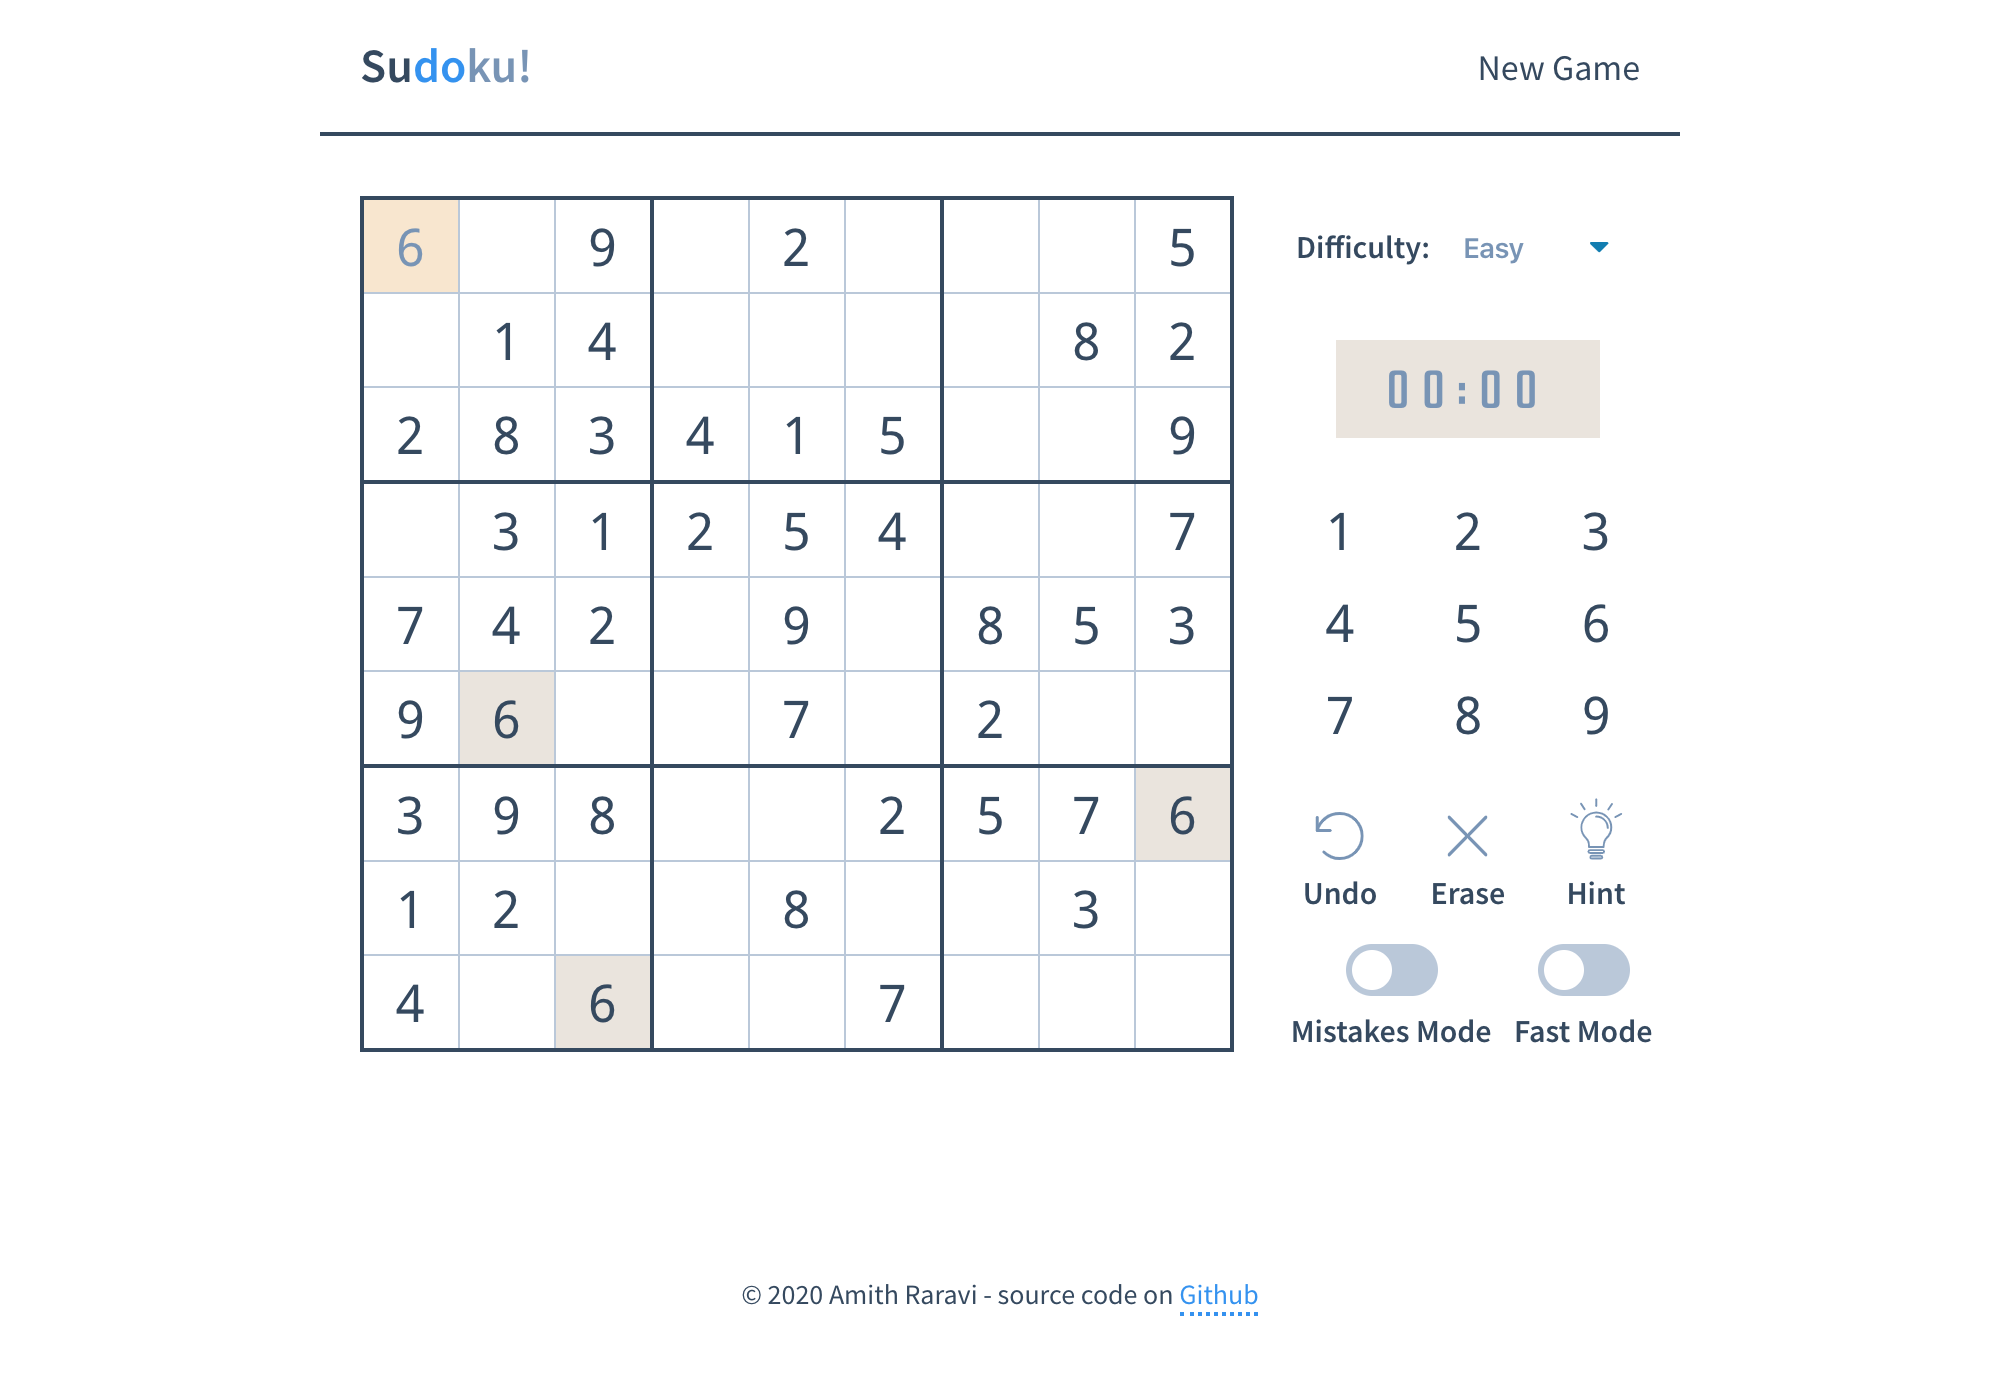 Sudoku!
New Game
6 9 2 5
Difficulty: Easy
1 4 8 2
00:00
2 8 3 4 1 5 9
3 1 2 5 4 7
1 2 3
7 4 2 9 8 5 3
4 5 6
9 6 7 2
7 8 9
3 9 8 2 5 7 6
Undo Erase Hint
1 2 8 3
4 6 7
Mistakes Mode Fast Mode
© 2020 Amith Raravi - source code on Github